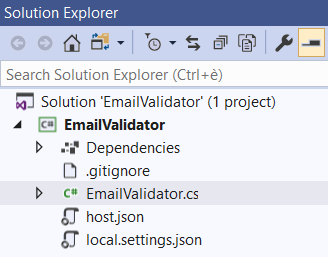 Solution Explorer
Search Solution Explorer (Ctrl+è)
Solution 'EmailValidator' (1 project)
C# EmailValidator
Dependencies
.gitignore
C# EmailValidator.cs
host.json
local.settings.json